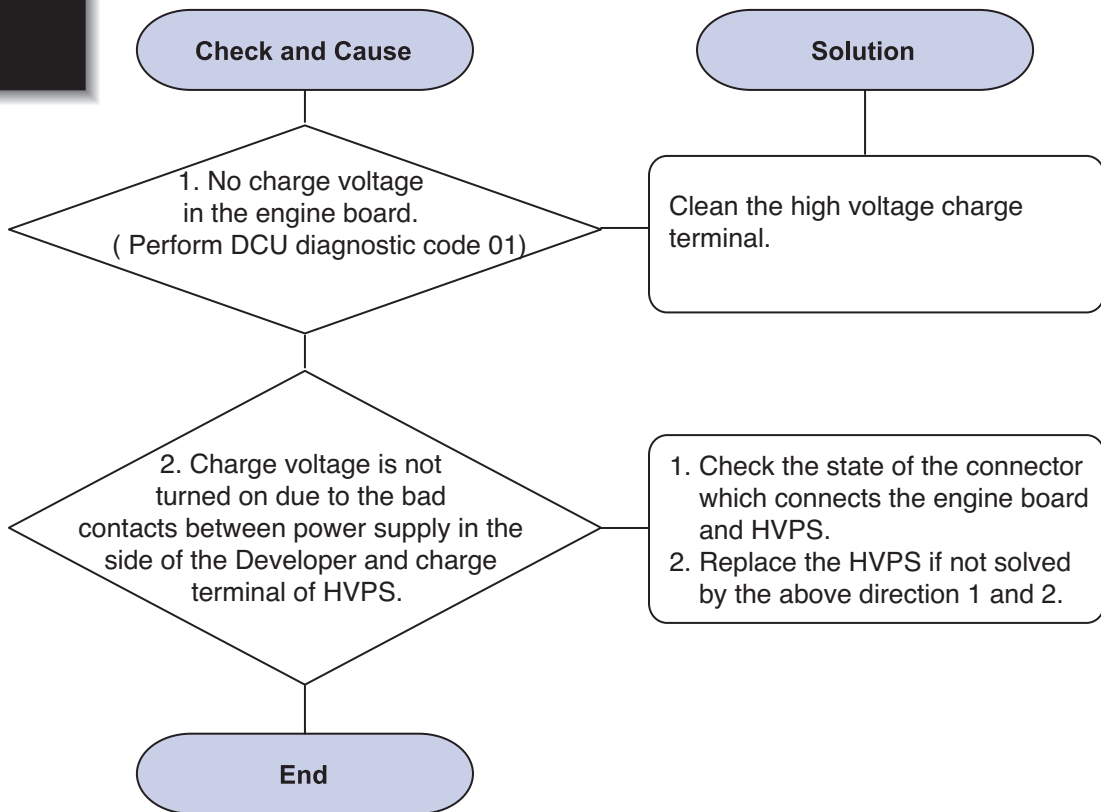 Check and Cause
Solution
1. No charge voltage
in the engine board.
( Perform DCU diagnostic code 01)
Clean the high voltage charge
terminal.
2. Charge voltage is not
turned on due to the bad
contacts between power supply in the
side of the Developer and charge
terminal of HVPS.
1. Check the state of the connector
which connects the engine board
and HVPS.
2. Replace the HVPS if not solved
by the above direction 1 and 2.
End